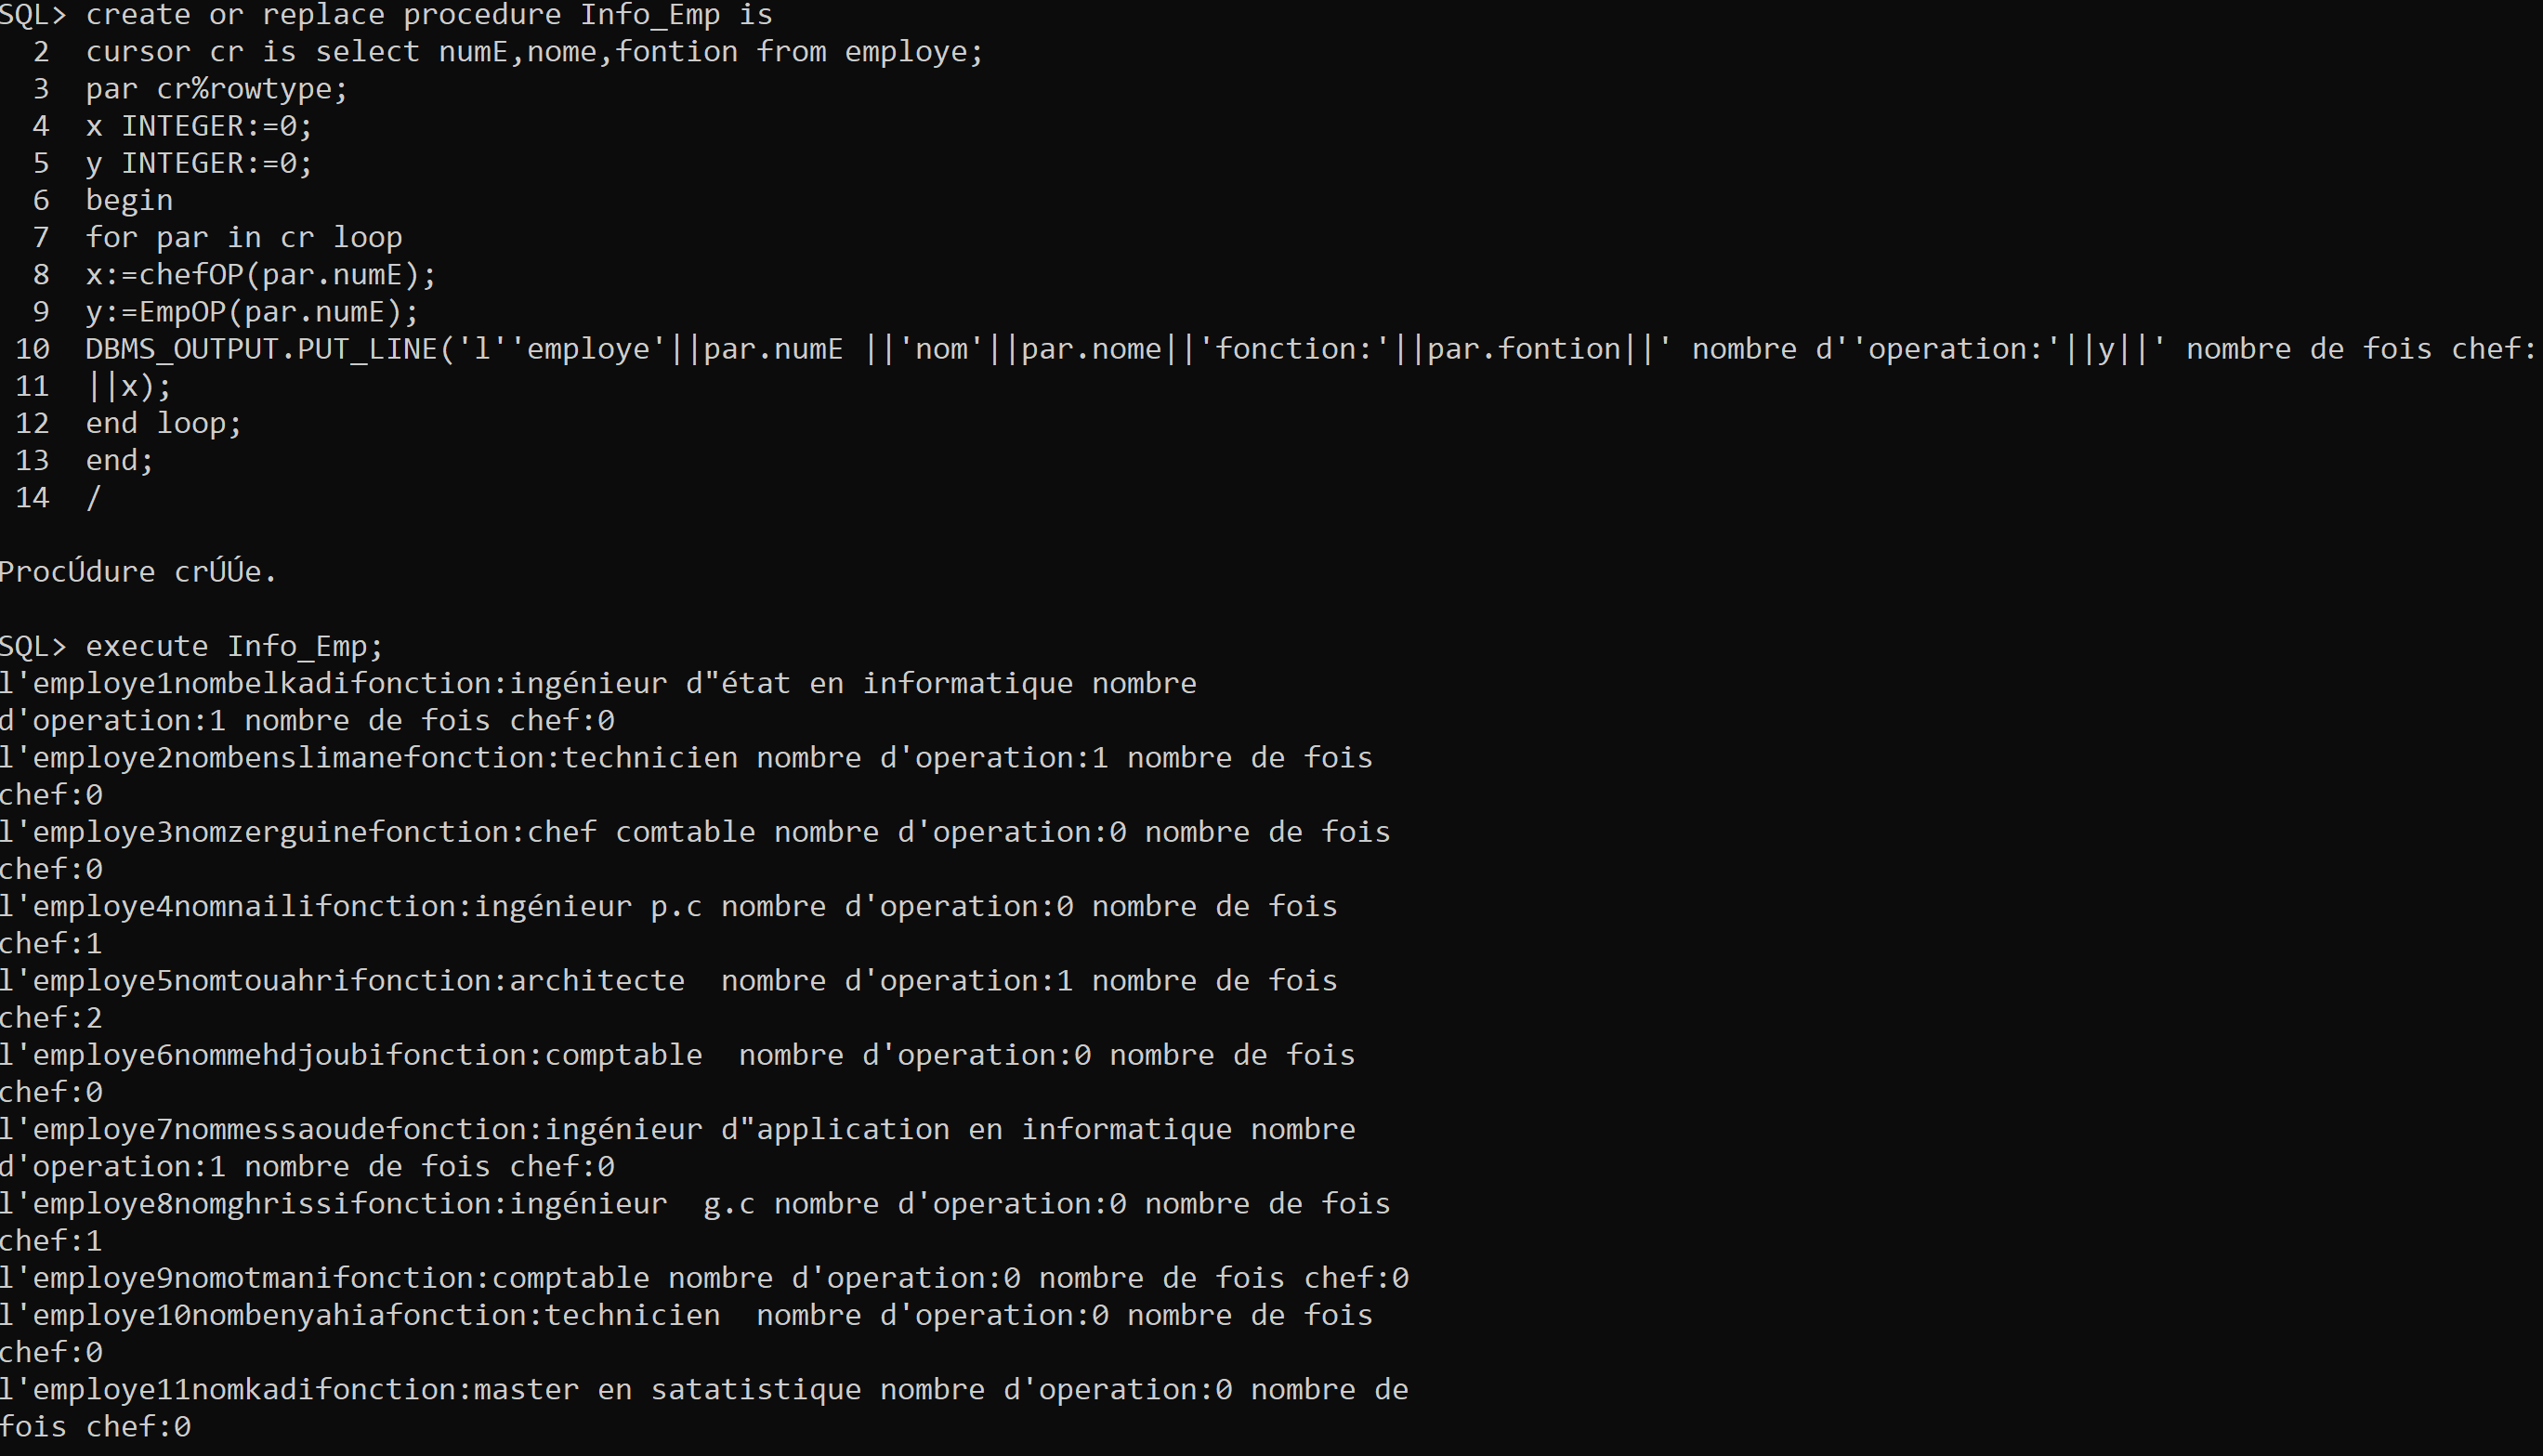 SQL> create or replace procedure Info_Emp is
  2  cursor cr is select numE,nome,fontion from employe;
  3  par cr%rowtype;
  4  x INTEGER:=0;
  5  y INTEGER:=0;
  6  begin
  7  for par in cr loop
  8  x:=chefOP(par.numE);
  9  y:=EmpOP(par.numE);
 10  DBMS_OUTPUT.PUT_LINE('l''employe'||par.numE ||'nom'||par.nome||'fonction:'||par.fontion||' nombre d''operation:'||y||' nombre de fois chef:
 11  ||x);
 12  end loop;
 13  end;
 14  /
ProcÚdure crÚÚe.
SQL> execute Info_Emp;
l'employe1nombelkadifonction:ingénieur d"état en informatique nombre
d'operation:1 nombre de fois chef:0
l'employe2nombenslimanefonction:technicien nombre d'operation:1 nombre de fois
chef:0
l'employe3nomzerguinefonction:chef comtable nombre d'operation:0 nombre de fois
chef:0
l'employe4nomnailifonction:ingénieur p.c nombre d'operation:0 nombre de fois
chef:1
l'employe5nomtouahrifonction:architecte  nombre d'operation:1 nombre de fois
chef:2
l'employe6nommehdjoubifonction:comptable  nombre d'operation:0 nombre de fois
chef:0
l'employe7nommessaoudefonction:ingénieur d"application en informatique nombre
d'operation:1 nombre de fois chef:0
l'employe8nomghrissifonction:ingénieur  g.c nombre d'operation:0 nombre de fois
chef:1
l'employe9nomotmanifonction:comptable nombre d'operation:0 nombre de fois chef:0
l'employe10nombenyahiafonction:technicien  nombre d'operation:0 nombre de fois
chef:0
l'employe11nomkadifonction:master en satatistique nombre d'operation:0 nombre de
fois chef:0